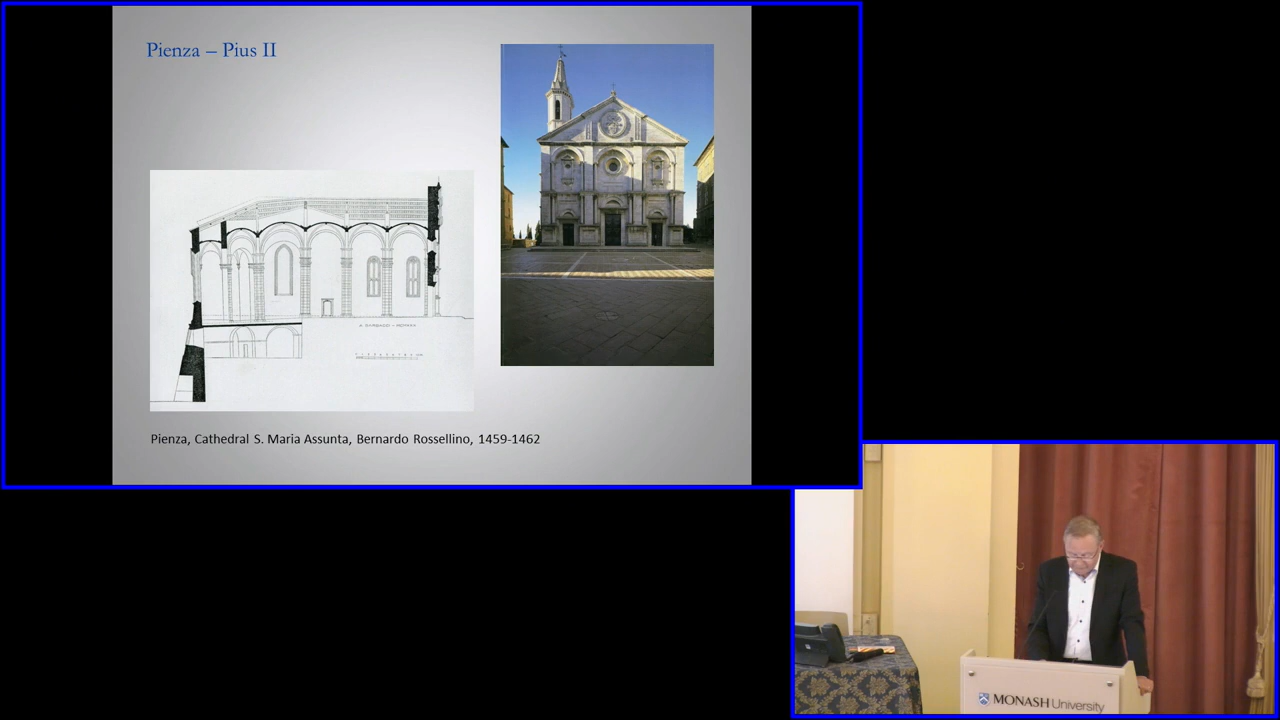 Pienza – Pius II
Pienza, Cathedral S. Maria Assunta, Bernardo Rossellino, 1459-1462
MONASH University